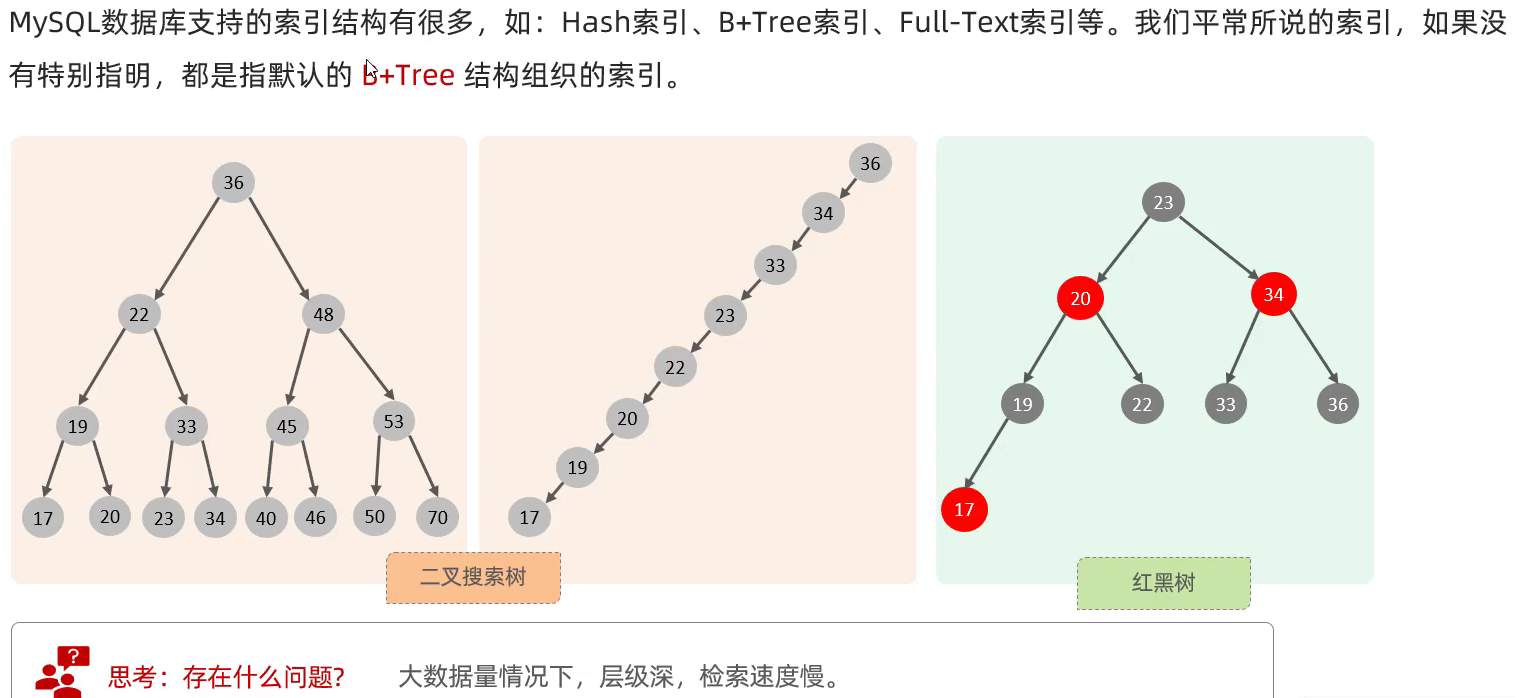 MySQL数据库支持的索引结构有很多，如：Hash索引、B+Tree索引、Full-Text索引等。我们平常所说的索引，如果没
有特别指明，都是指默认的 B+Tree 结构组织的索引。
36
22 48
19 33 45 53
17 20 23 34 40 46 50 70
36
34
33
23
22
20
19
17
二叉搜索树
23
20 34
19 22 33 36
17
红黑树
?
思考：存在什么问题? 大数据量情况下，层级深，检索速度慢。